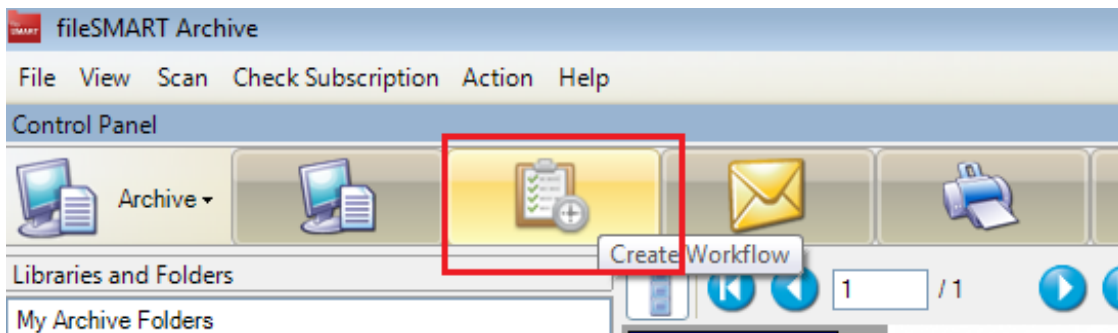 SMART fileSMART Archive
File View Scan Check Subscription Action Help
Control Panel
Archive
Create Workflow
Libraries and Folders
1 / 1
My Archive Folders